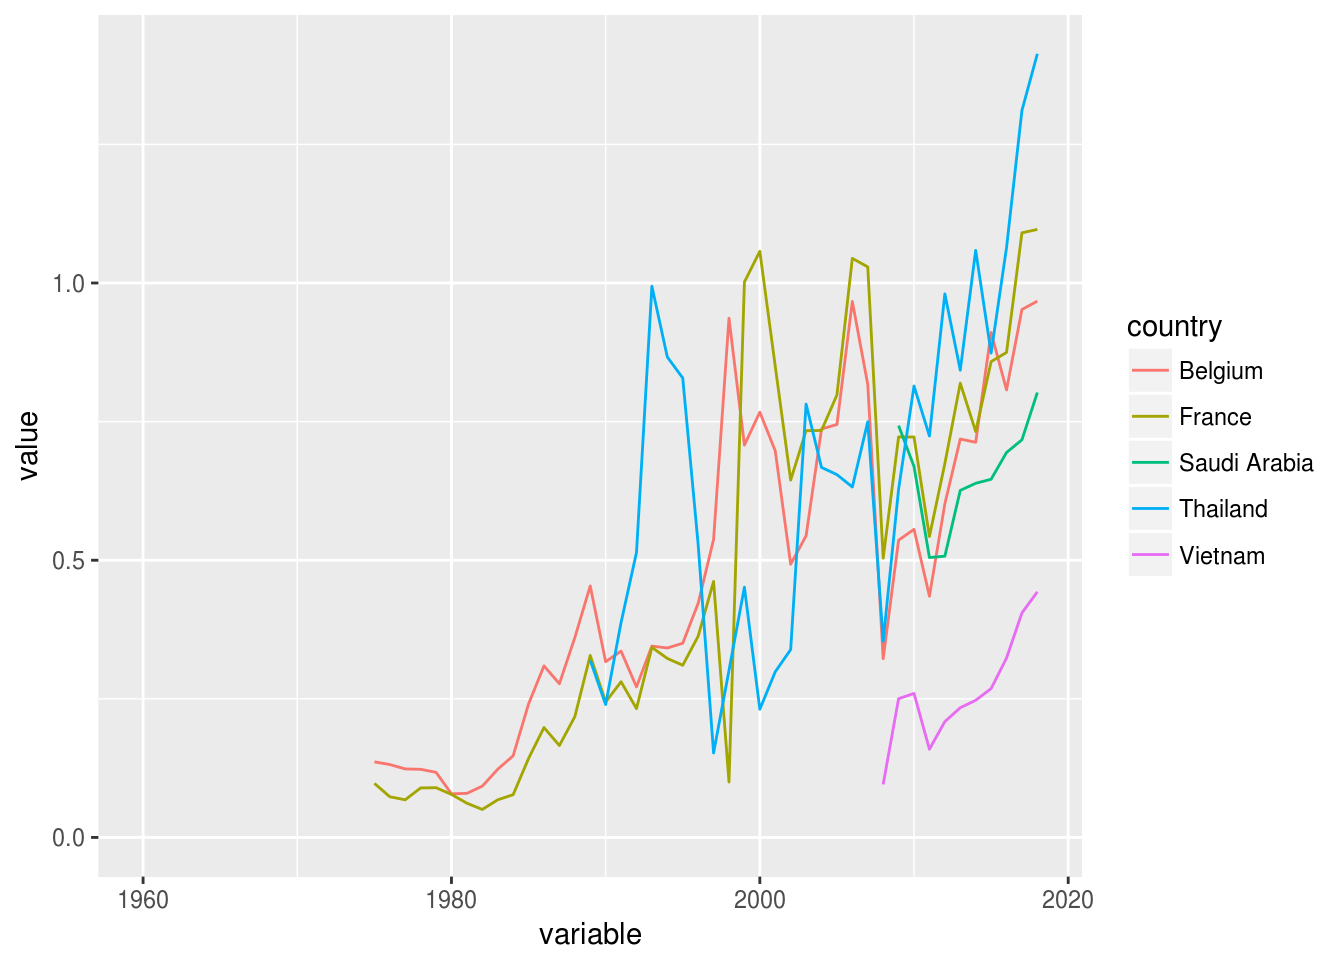 value
1.0
0.5
0.0
1960
1980
2000
2020
variable
country
Belgium
France
Saudi Arabia
Thailand
Vietnam